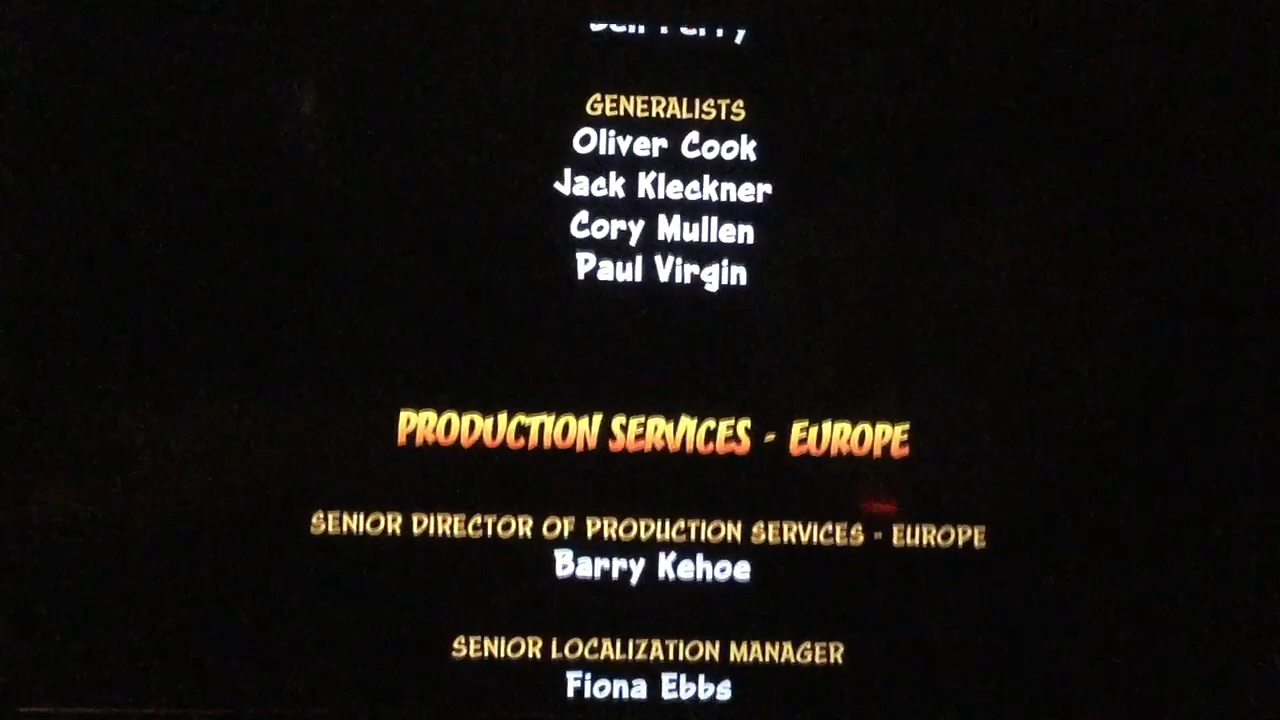 GENERALISTS
Oliver Cook
Jack Kleckner
Cory Mullen
Paul Virgin
PRODUCTION SERVICES - EUROPE
SENIOR DIRECTOR OF PRODUCTION SERVICES - EUROPE
Barry Kehoe
SENIOR LOCALIZATION MANAGER
Fiona Ebbs